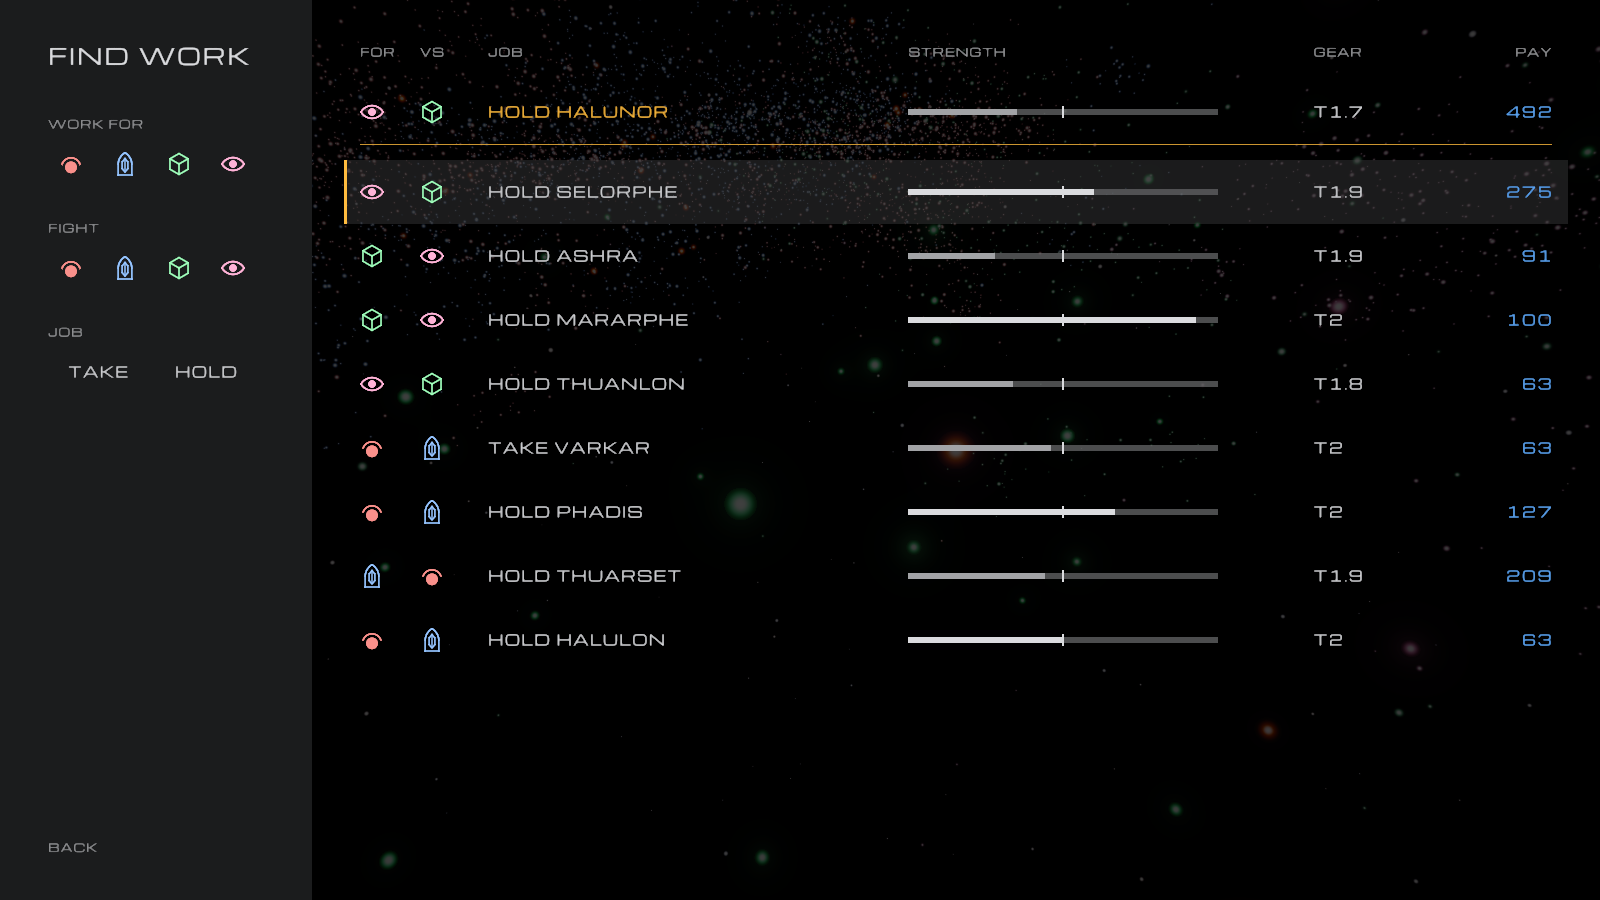 FIND WORK
WORK FOR
FIGHT
JOB
TAKE HOLD
BACK
FOR VS JOB STRENGTH GEAR PAY
HOLD HALUNOR T1.7 492
HOLD SELORPHE T1.9 275
HOLD ASHRA T1.9 91
HOLD MARARPHE T2 100
HOLD THUANLON T1.8 63
TAKE VARKAR T2 63
HOLD PHADIS T2 127
HOLD THUARSET T1.9 209
HOLD HALULON T2 63